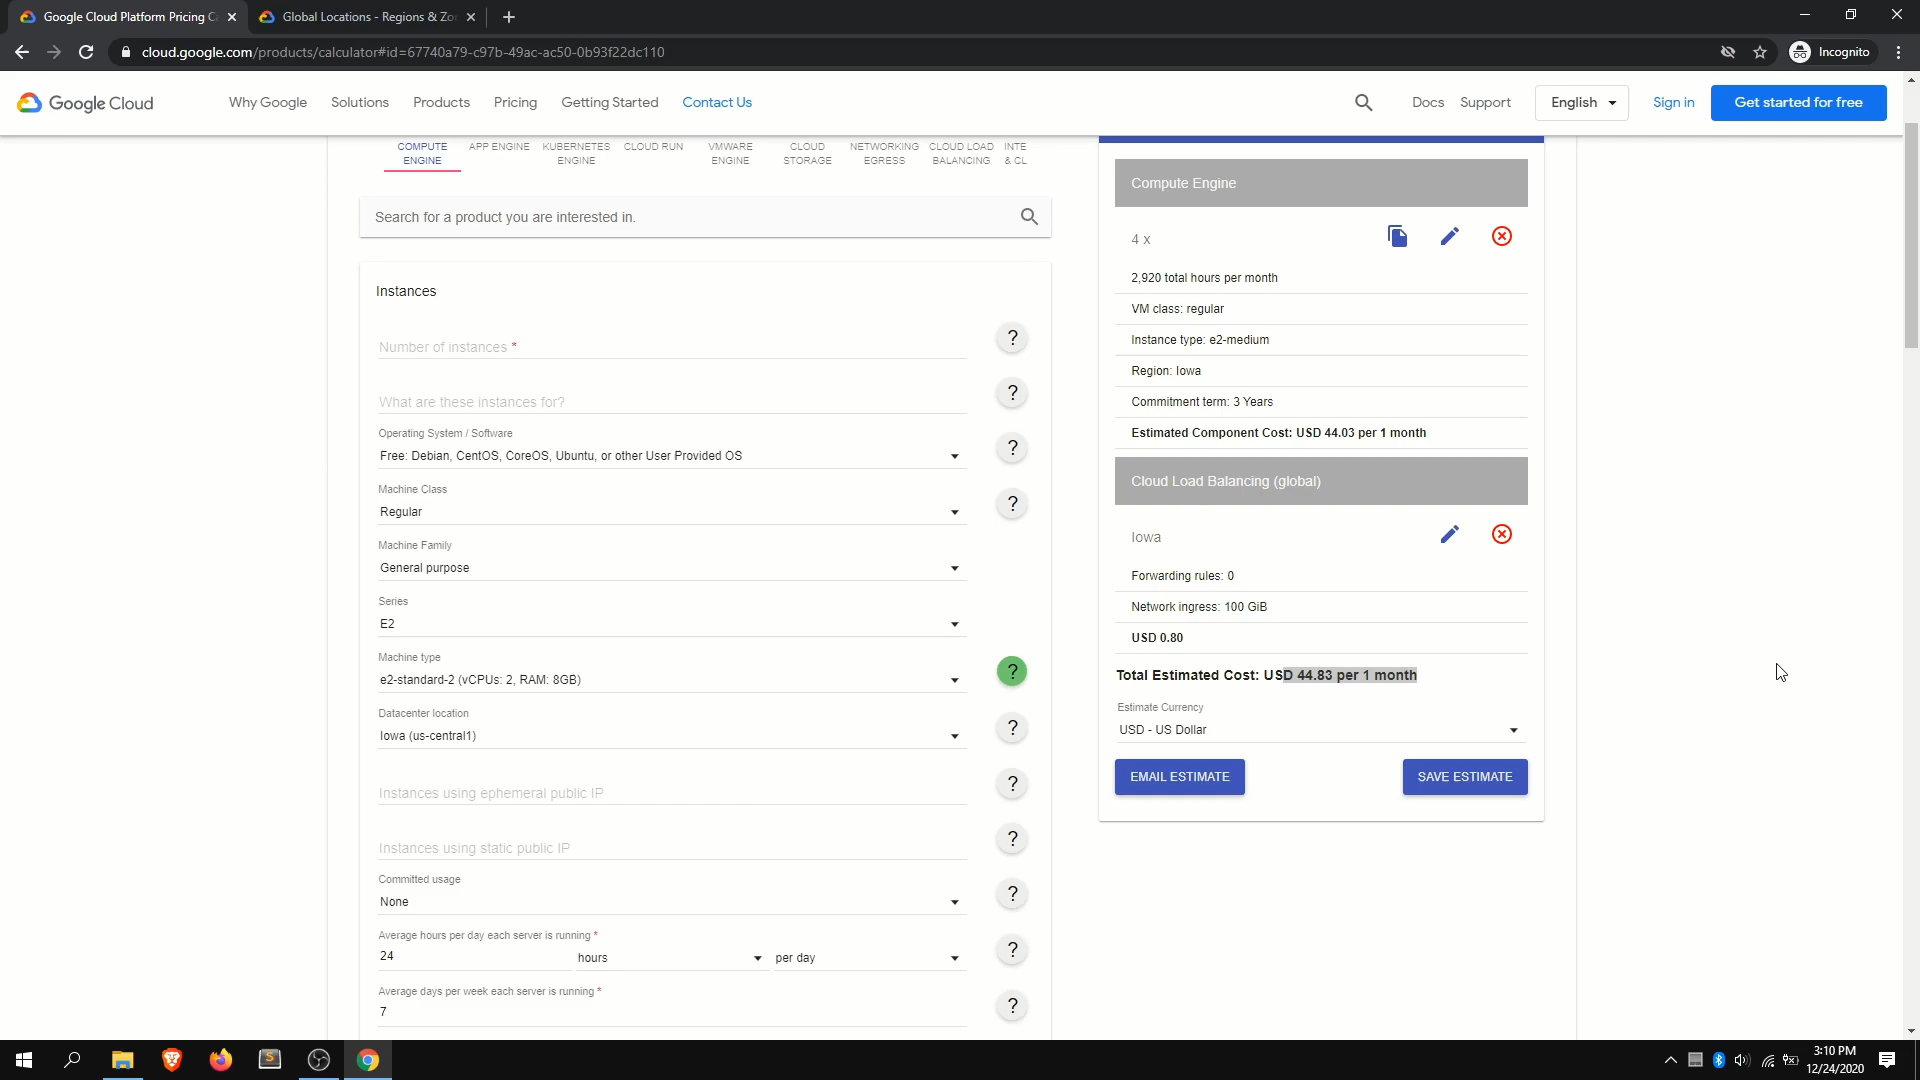 Google Cloud Platform Pricing Ca
Global Locations - Regions & Zo
cloud.google.com/products/calculator#id=67740a79-c97b-49ac-ac50-0b93f22dc110
Incognito
Google Cloud
Why Google
Solutions
Products
Pricing
Getting Started
Contact Us
Docs
Support
English
Sign in
Get started for free
COMPUTE
ENGINE
APP ENGINE
KUBERNETES
ENGINE
CLOUD RUN
VMWARE
ENGINE
CLOUD
STORAGE
NETWORKING
EGRESS
CLOUD LOAD
BALANCING
INTE
& CL
Search for a product you are interested in.
Instances
Number of instances *
?
What are these instances for?
?
Operating System / Software
Free: Debian, CentOS, CoreOS, Ubuntu, or other User Provided OS
?
Machine Class
Regular
?
Machine Family
General purpose
Series
E2
Machine type
e2-standard-2 (vCPUs: 2, RAM: 8GB)
?
Datacenter location
Iowa (us-central1)
?
Instances using ephemeral public IP
?
Instances using static public IP
?
Committed usage
None
?
Average hours per day each server is running *
24
hours
per day
?
Average days per week each server is running *
7
?
Compute Engine
4 x
2,920 total hours per month
VM class: regular
Instance type: e2-medium
Region: Iowa
Commitment term: 3 Years
Estimated Component Cost: USD 44.03 per 1 month
Cloud Load Balancing (global)
Iowa
Forwarding rules: 0
Network ingress: 100 GiB
USD 0.80
Total Estimated Cost: USD 44.83 per 1 month
Estimate Currency
USD - US Dollar
EMAIL ESTIMATE
SAVE ESTIMATE
3:10 PM
12/24/2020